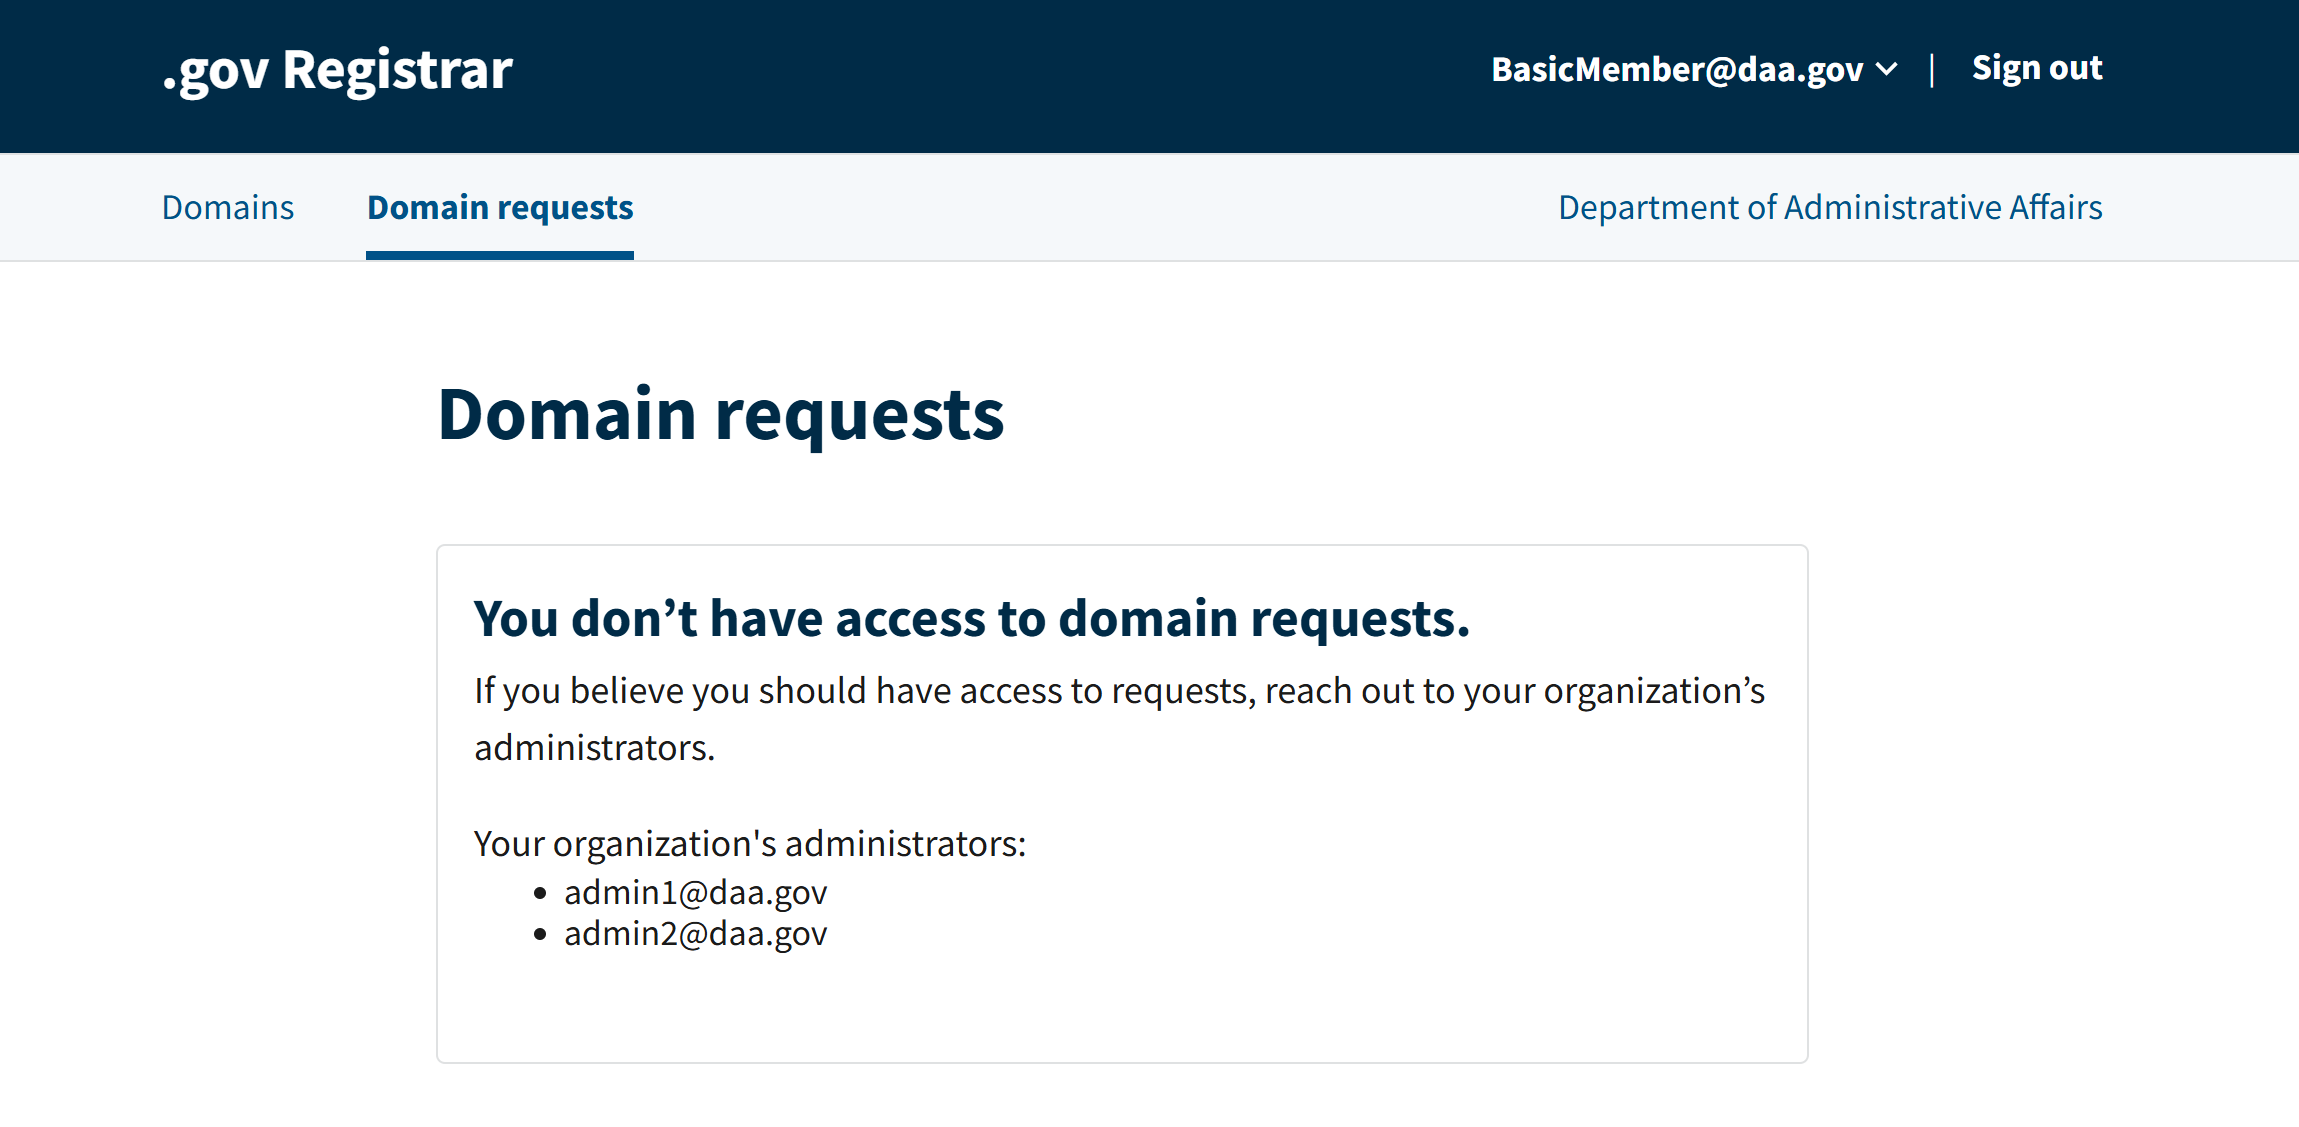 .gov Registrar
BasicMember@daa.gov | Sign out
Domains Domain requests Department of Administrative Affairs
Domain requests
You don’t have access to domain requests.
If you believe you should have access to requests, reach out to your organization’s
administrators.
Your organization's administrators:
• admin1@daa.gov
• admin2@daa.gov